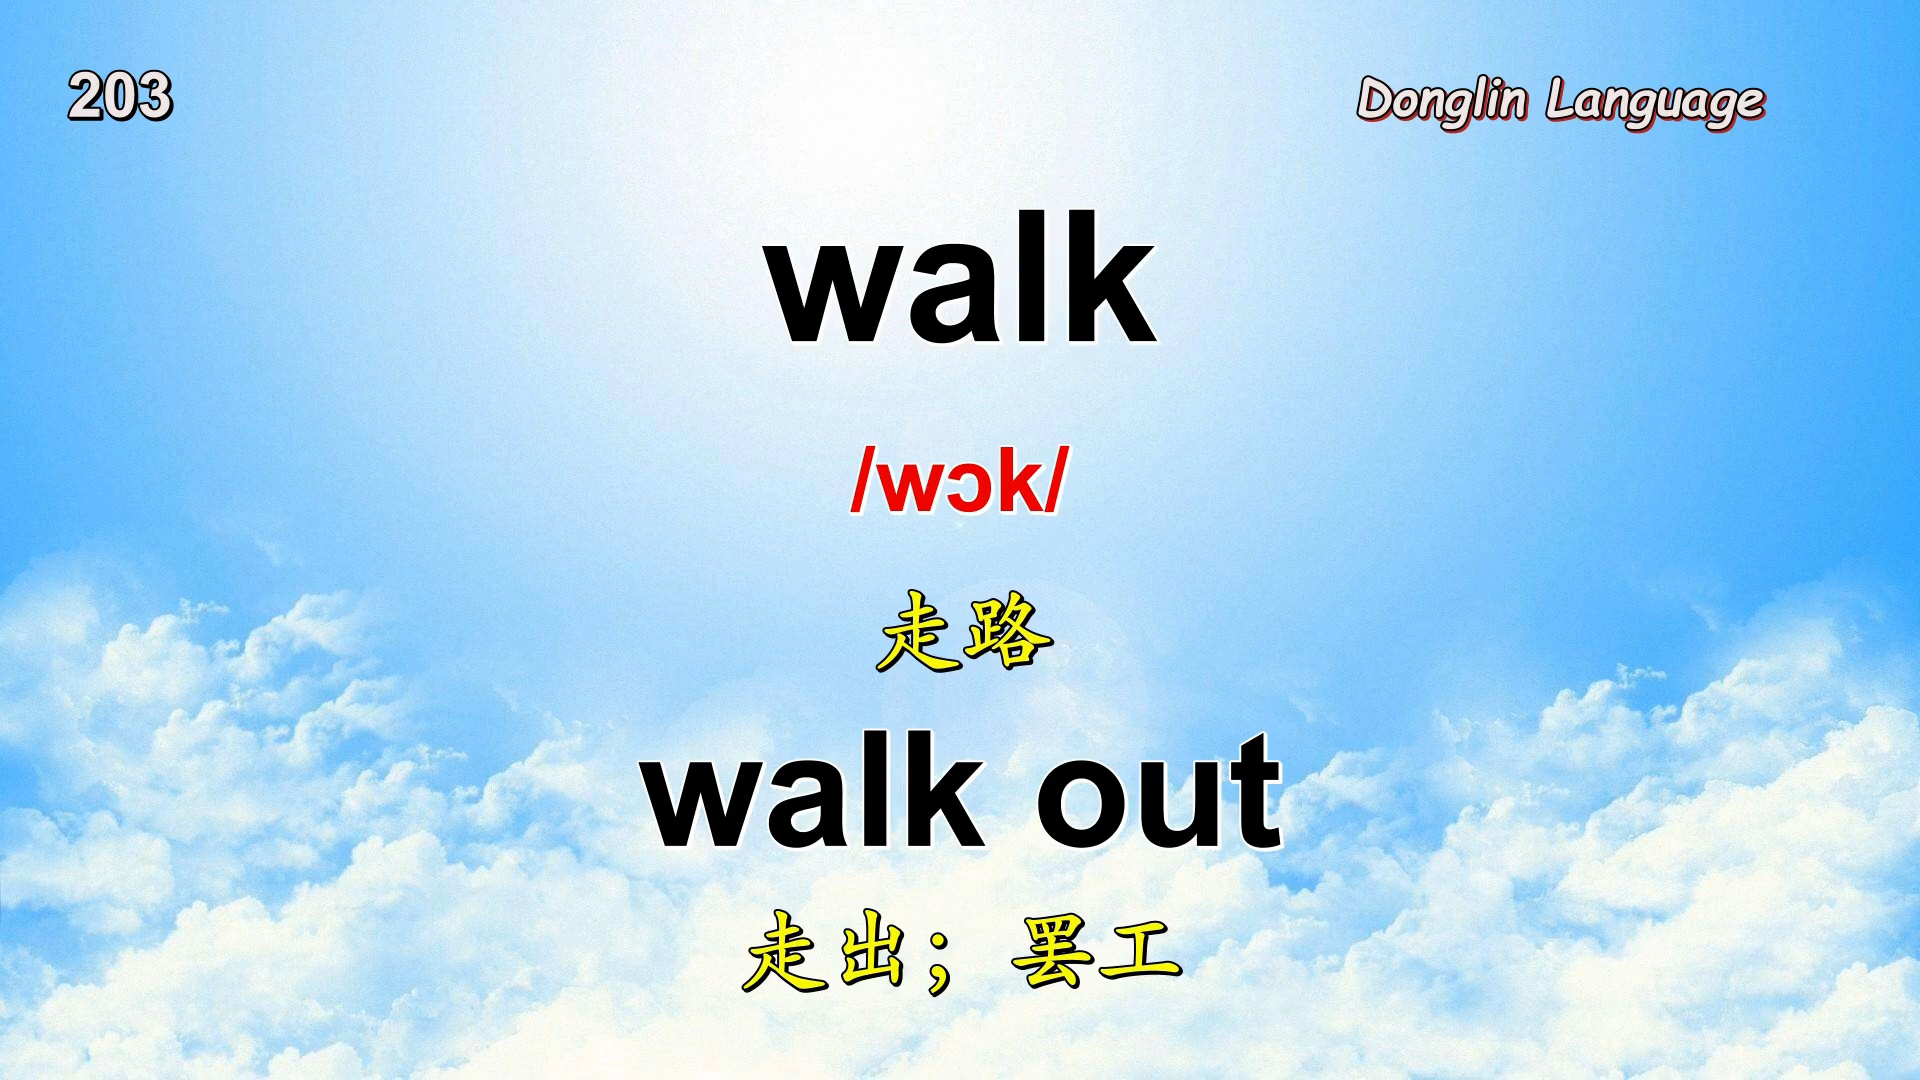 203
Donglin Language
walk
/wɔk/
走路
walk out
走出；罢工